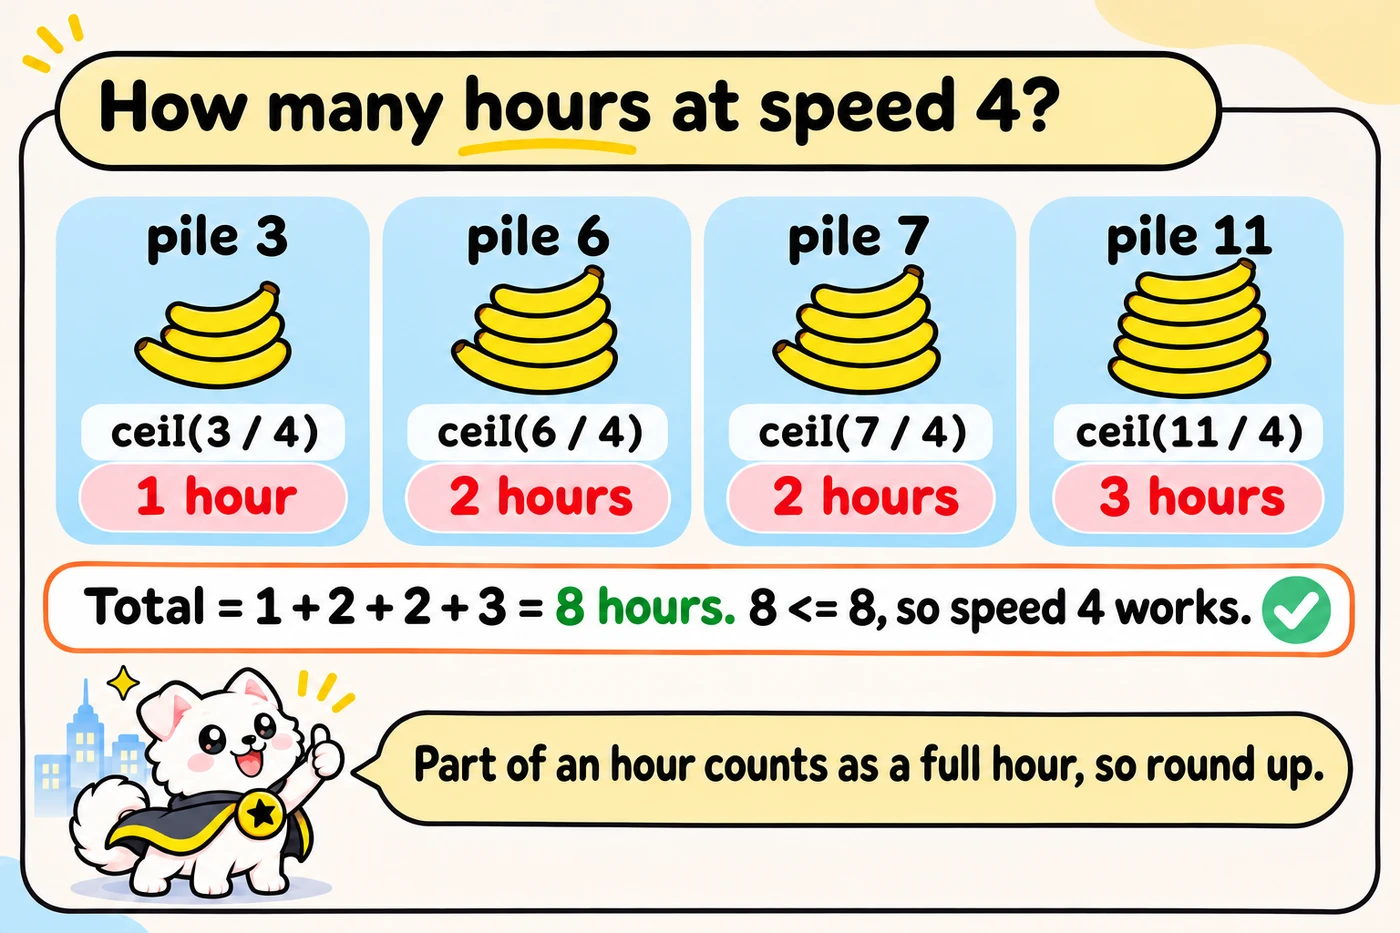 How many hours at speed 4?
pile 3
ceil(3 / 4)
1 hour
pile 6
ceil(6 / 4)
2 hours
pile 7
ceil(7 / 4)
2 hours
pile 11
ceil(11 / 4)
3 hours
Total = 1 + 2 + 2 + 3 = 8 hours. 8 <= 8, so speed 4 works.
Part of an hour counts as a full hour, so round up.